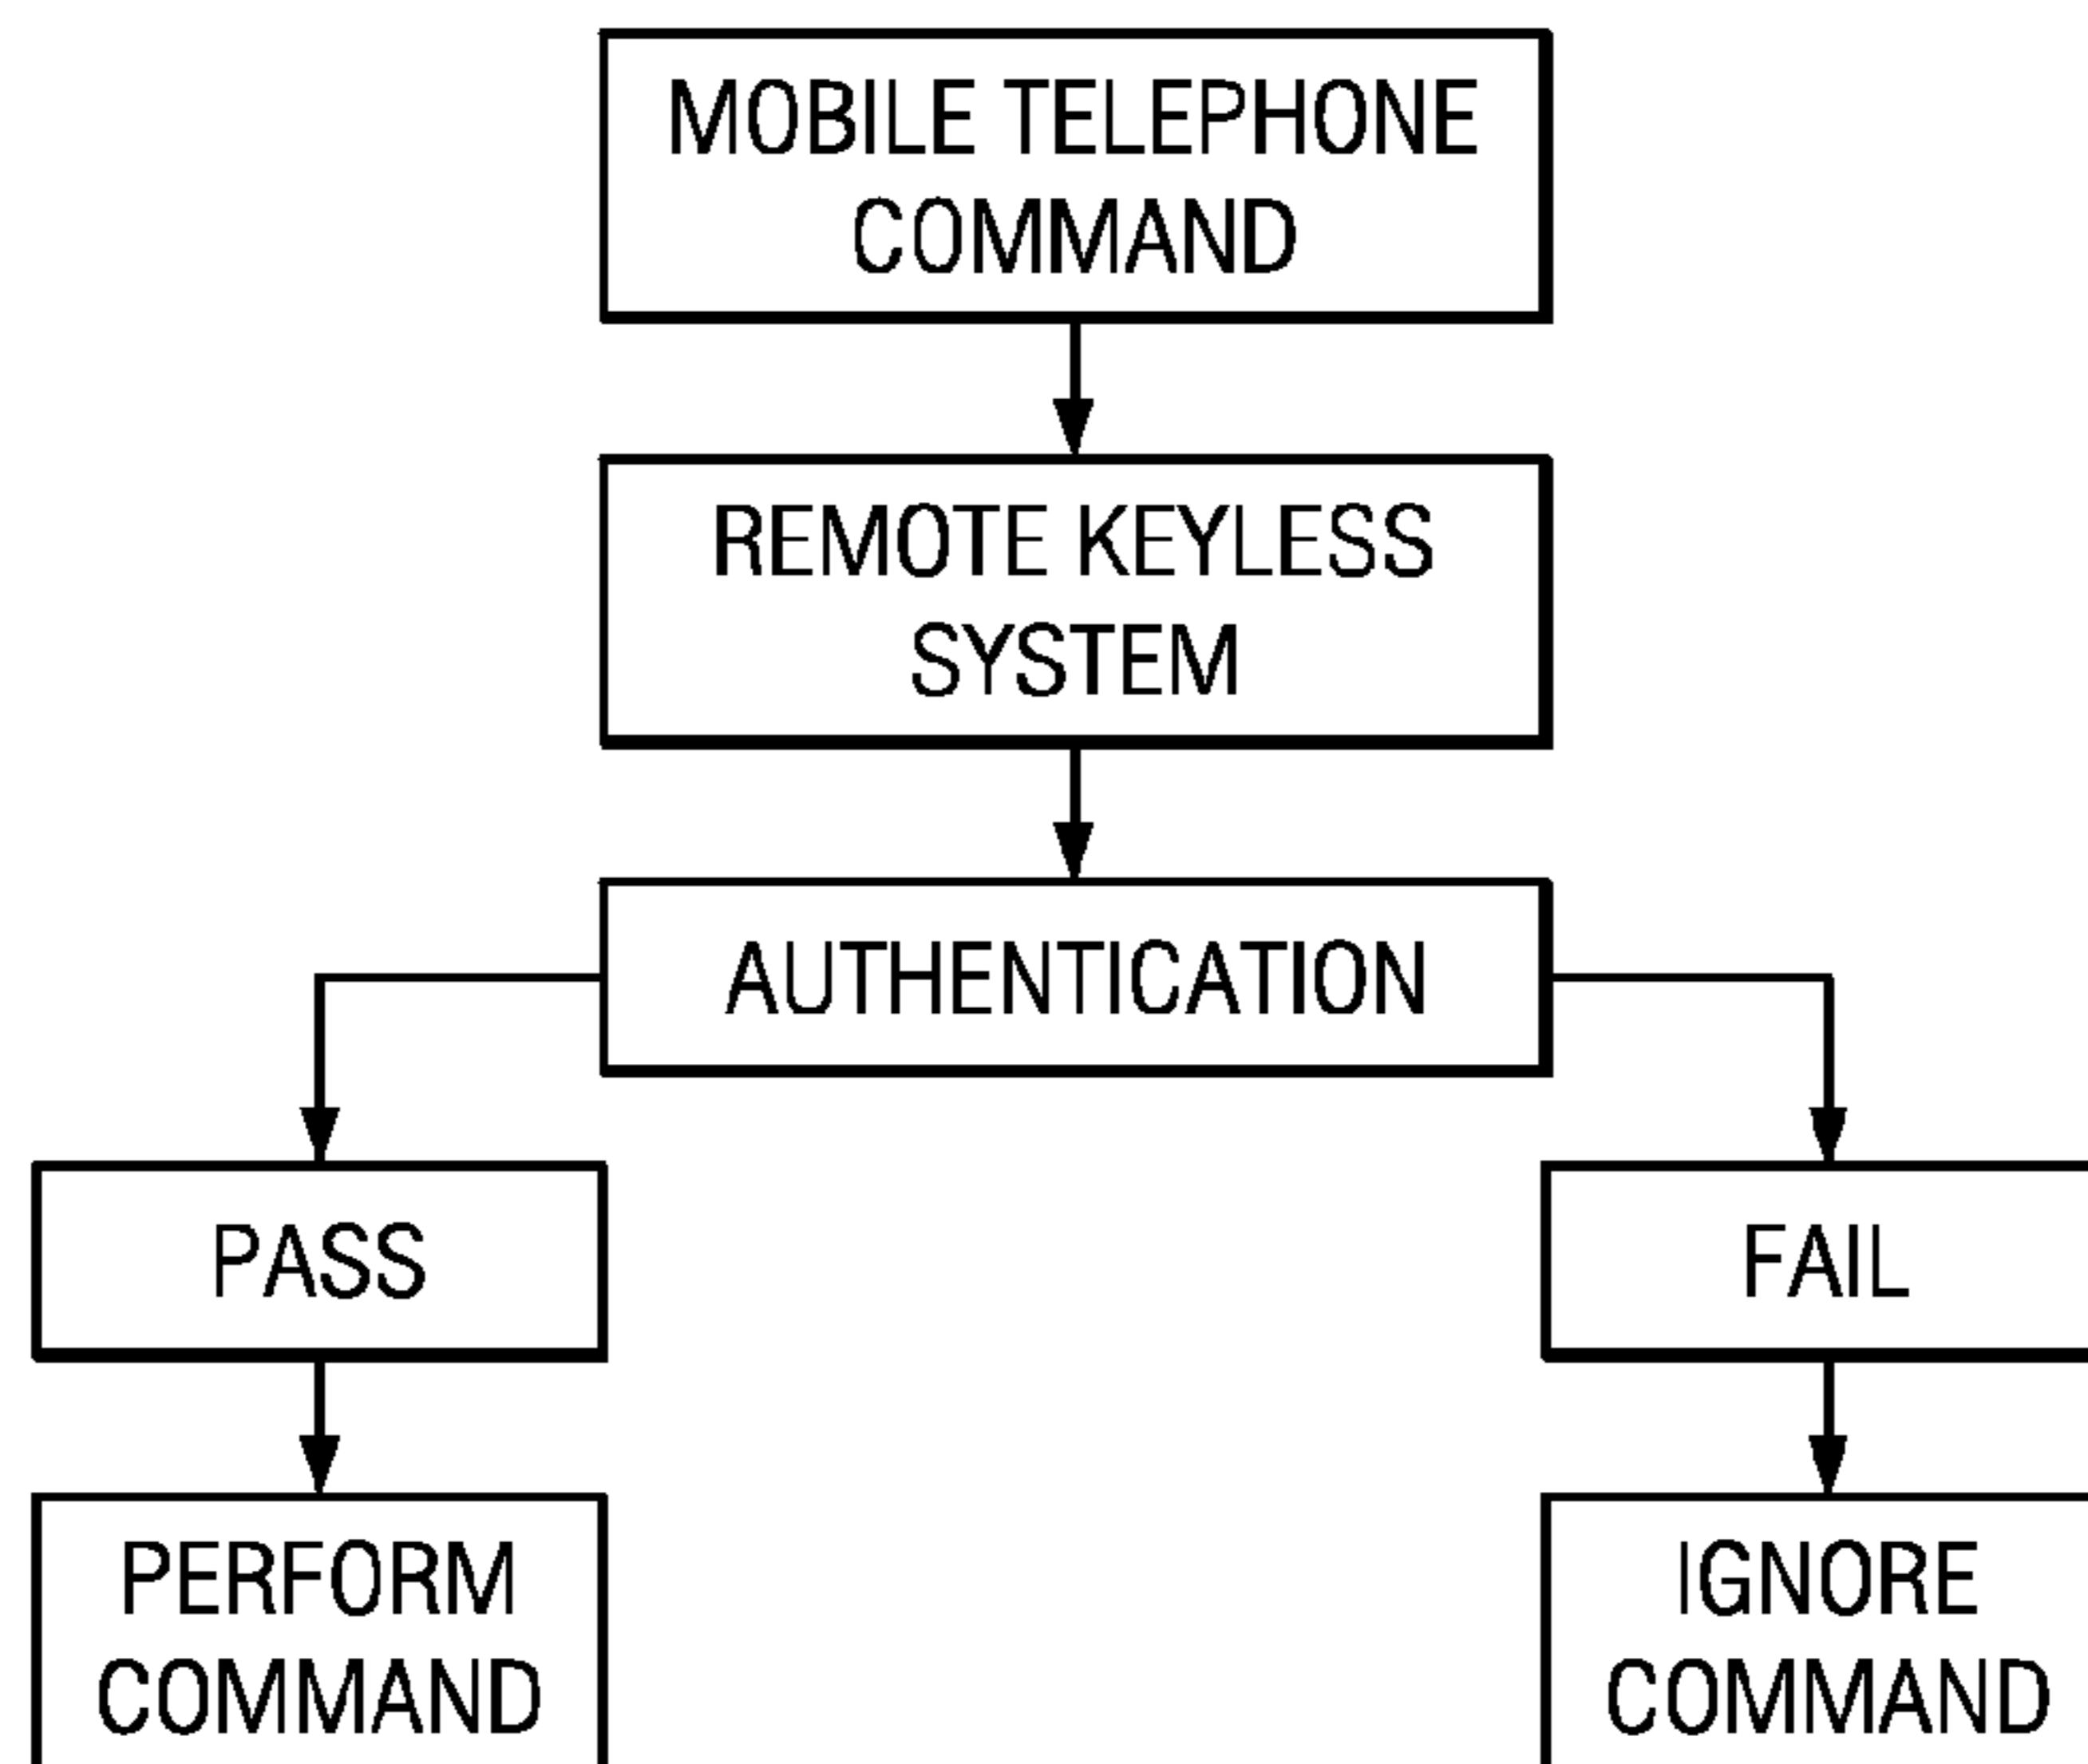 MOBILE TELEPHONE
COMMAND
REMOTE KEYLESS
SYSTEM
AUTHENTICATION
PASS
FAIL
PERFORM
COMMAND
IGNORE
COMMAND